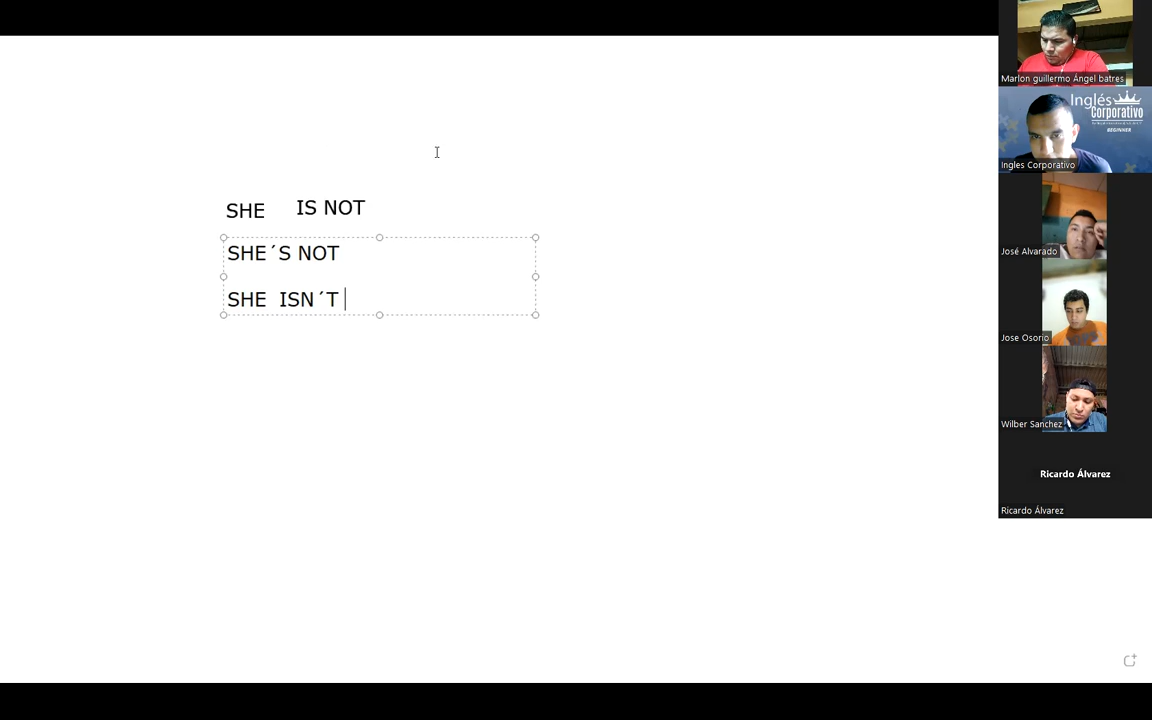 SHE IS NOT
SHE´S NOT
SHE ISN´T
Marlon guillermo Ángel batres
Inglés
Corporativo
BEGINNER
Ingles Corporativo
José Alvarado
Jose Osorio
Wilber Sanchez
Ricardo Álvarez
Ricardo Álvarez